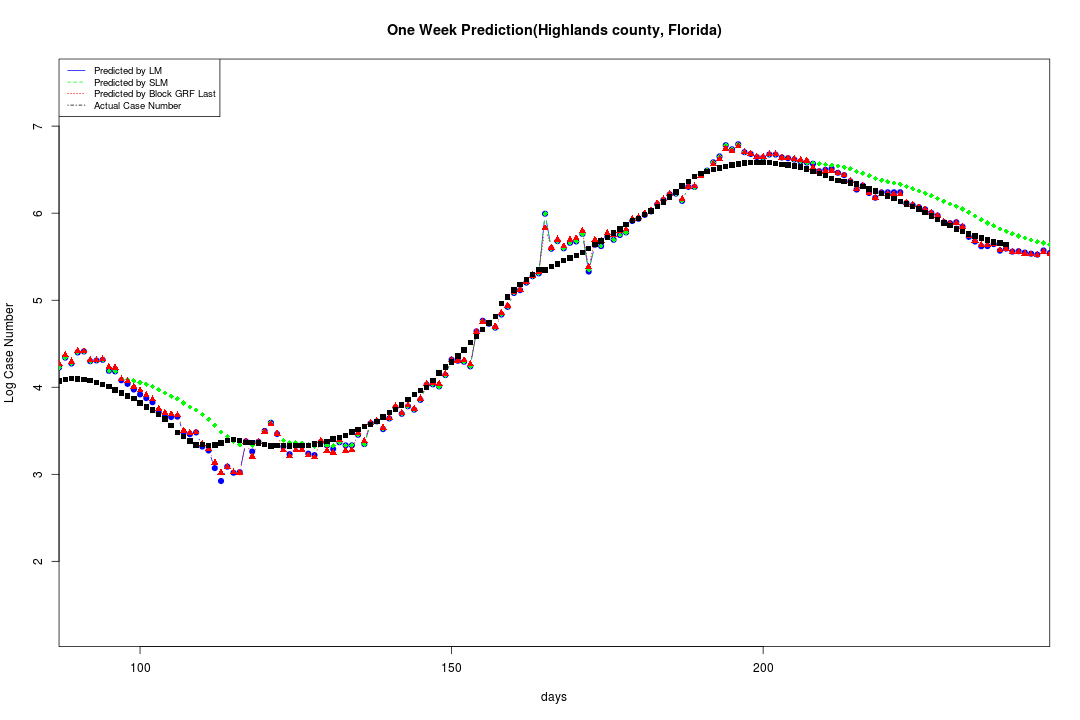 One Week Prediction(Highlands county, Florida)
Predicted by LM
Predicted by SLM
Predicted by Block GRF Last
Actual Case Number
7
6
5
4
3
2
Log Case Number
100 150 200
days